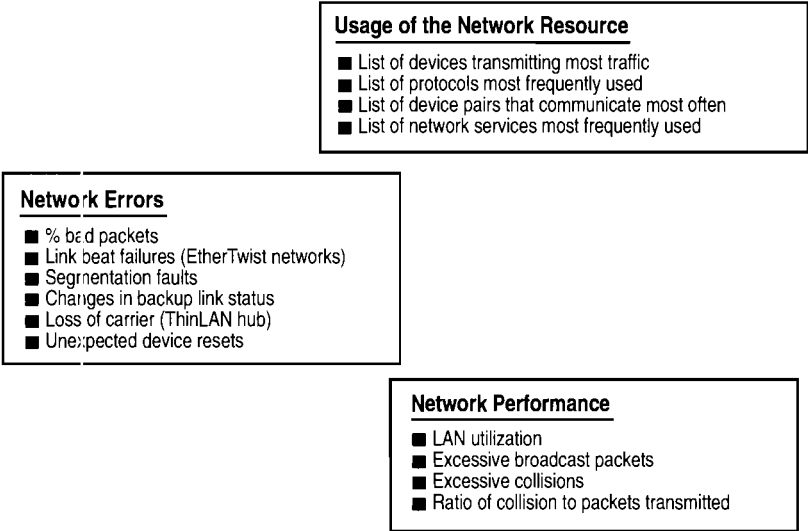 Usage of the Network Resource
■ List of devices transmitting most traffic
■ List of protocols most frequently used
■ List of device pairs that communicate most often
■ List of network services most frequently used
Network Errors
■ % bad packets
■ Link beat failures (EtherTwist networks)
■ Segmentation faults
■ Changes in backup link status
■ Loss of carrier (ThinLAN hub)
■ Unexpected device resets
Network Performance
■ LAN utilization
■ Excessive broadcast packets
■ Excessive collisions
■ Ratio of collision to packets transmitted